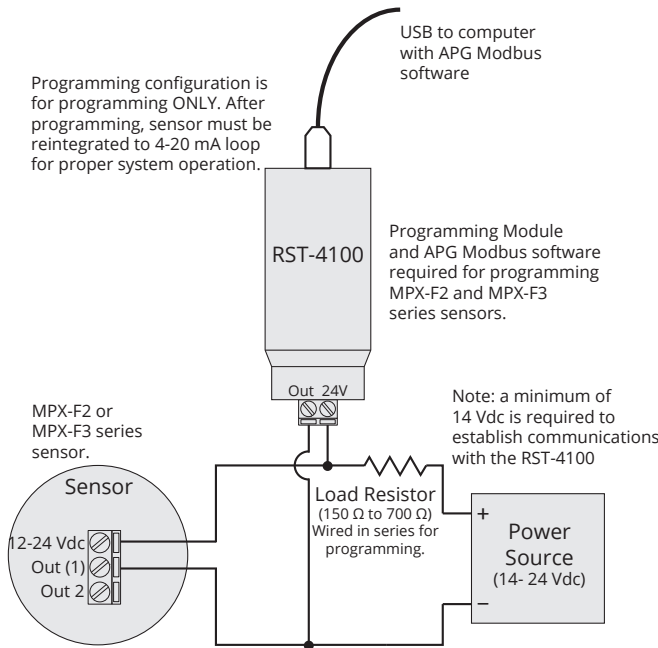 USB to computer
with APG Modbus
software
Programming configuration is
for programming ONLY. After
programming, sensor must be
reintegrated to 4-20 mA loop
for proper system operation.
RST-4100
Programming Module
and APG Modbus software
required for programming
MPX-F2 and MPX-F3
series sensors.
Out 24V
MPX-F2 or
MPX-F3 series
sensor.
Note: a minimum of
14 Vdc is required to
establish communications
with the RST-4100
Sensor
12-24 Vdc
Out (1)
Out 2
Load Resistor
(150 Ω to 700 Ω)
Wired in series for
programming.
+
Power
Source
(14- 24 Vdc)
−